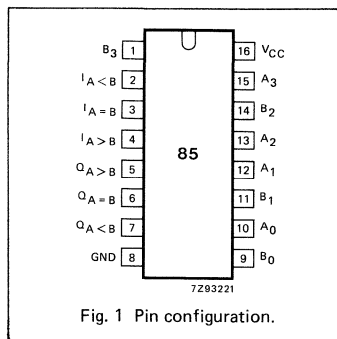 B3 1 16 VCC
IA<B 2 15 A3
IA=B 3 14 B2
IA>B 4 13 A2
85
QA>B 5 12 A1
QA=B 6 11 B1
QA<B 7 10 A0
GND 8 9 B0
7Z93221
Fig. 1 Pin configuration.